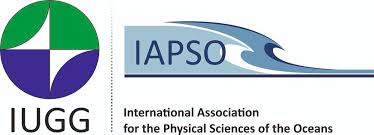 IUGG
IAPSO
International Association
for the Physical Sciences of the Oceans